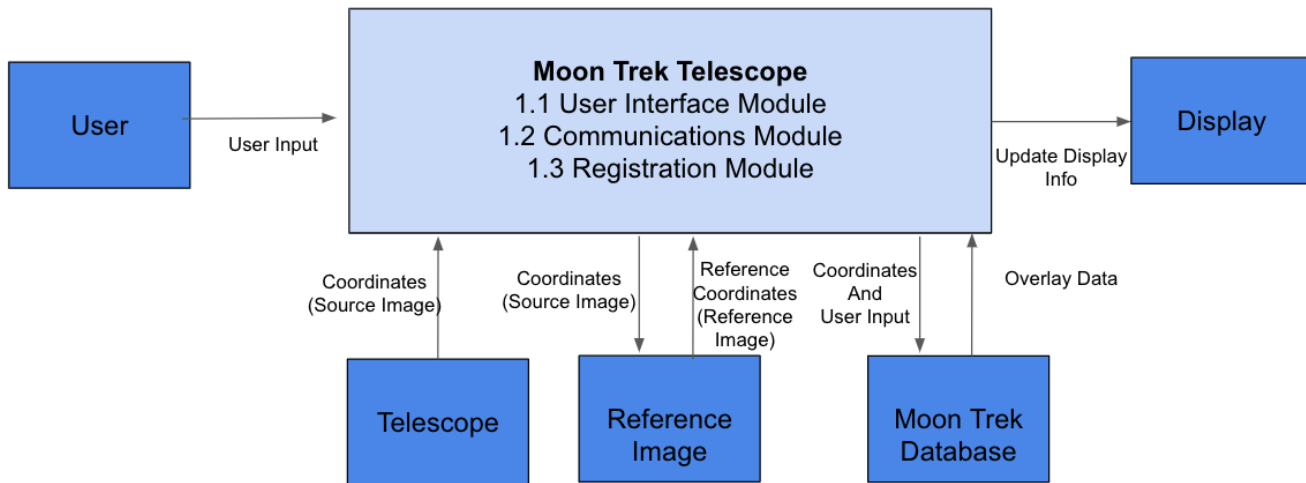 Moon Trek Telescope
1.1 User Interface Module
1.2 Communications Module
1.3 Registration Module
User
User Input
Display
Update Display
Info
Coordinates
(Source Image)
Coordinates
(Source Image)
Reference
Coordinates
(Reference
Image)
Coordinates
And
User Input
Overlay Data
Telescope
Reference
Image
Moon Trek
Database